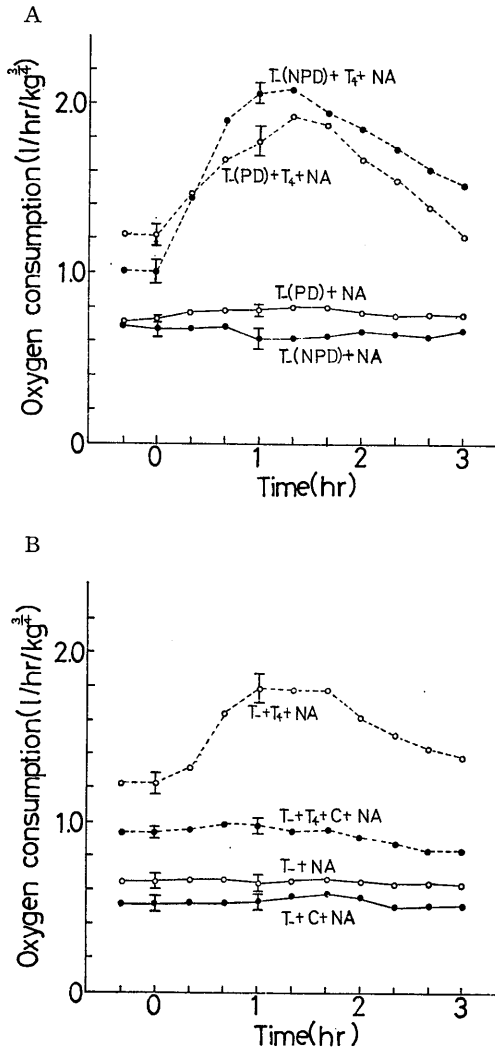 A
Oxygen consumption (l/hr/kg¾)
2.0
1.0
0
T-(NPD)+T₄+NA
T-(PD)+T₄+NA
T-(PD)+NA
T-(NPD)+NA
0 1 2 3
Time(hr)
B
Oxygen consumption (l/hr/kg¾)
2.0
1.0
0
T-+T₄+NA
T-+T₄+C+NA
T-+NA
T-+C+NA
0 1 2 3
Time(hr)